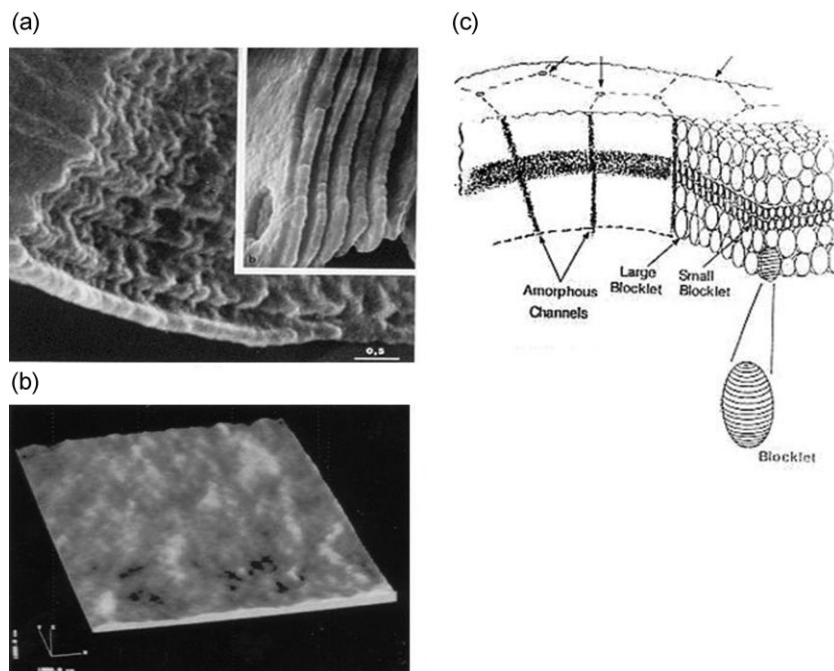 (a)
b
0,5
(b)
(c)
Amorphous
Channels
Large
Blocklet
Small
Blocklet
Blocklet